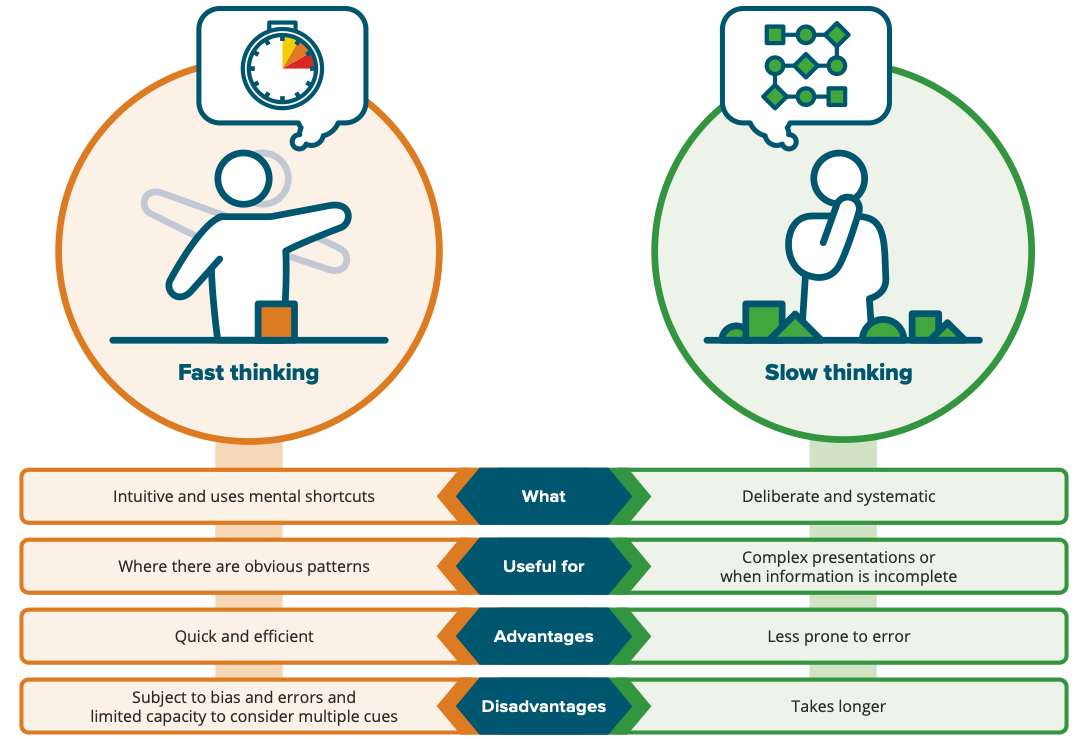 Fast thinking
Slow thinking
Intuitive and uses mental shortcuts
What
Deliberate and systematic
Where there are obvious patterns
Useful for
Complex presentations or
when information is incomplete
Quick and efficient
Advantages
Less prone to error
Subject to bias and errors and
limited capacity to consider multiple cues
Disadvantages
Takes longer